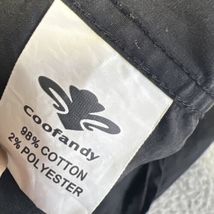 Coofandy
98% COTTON
2% POLYESTER